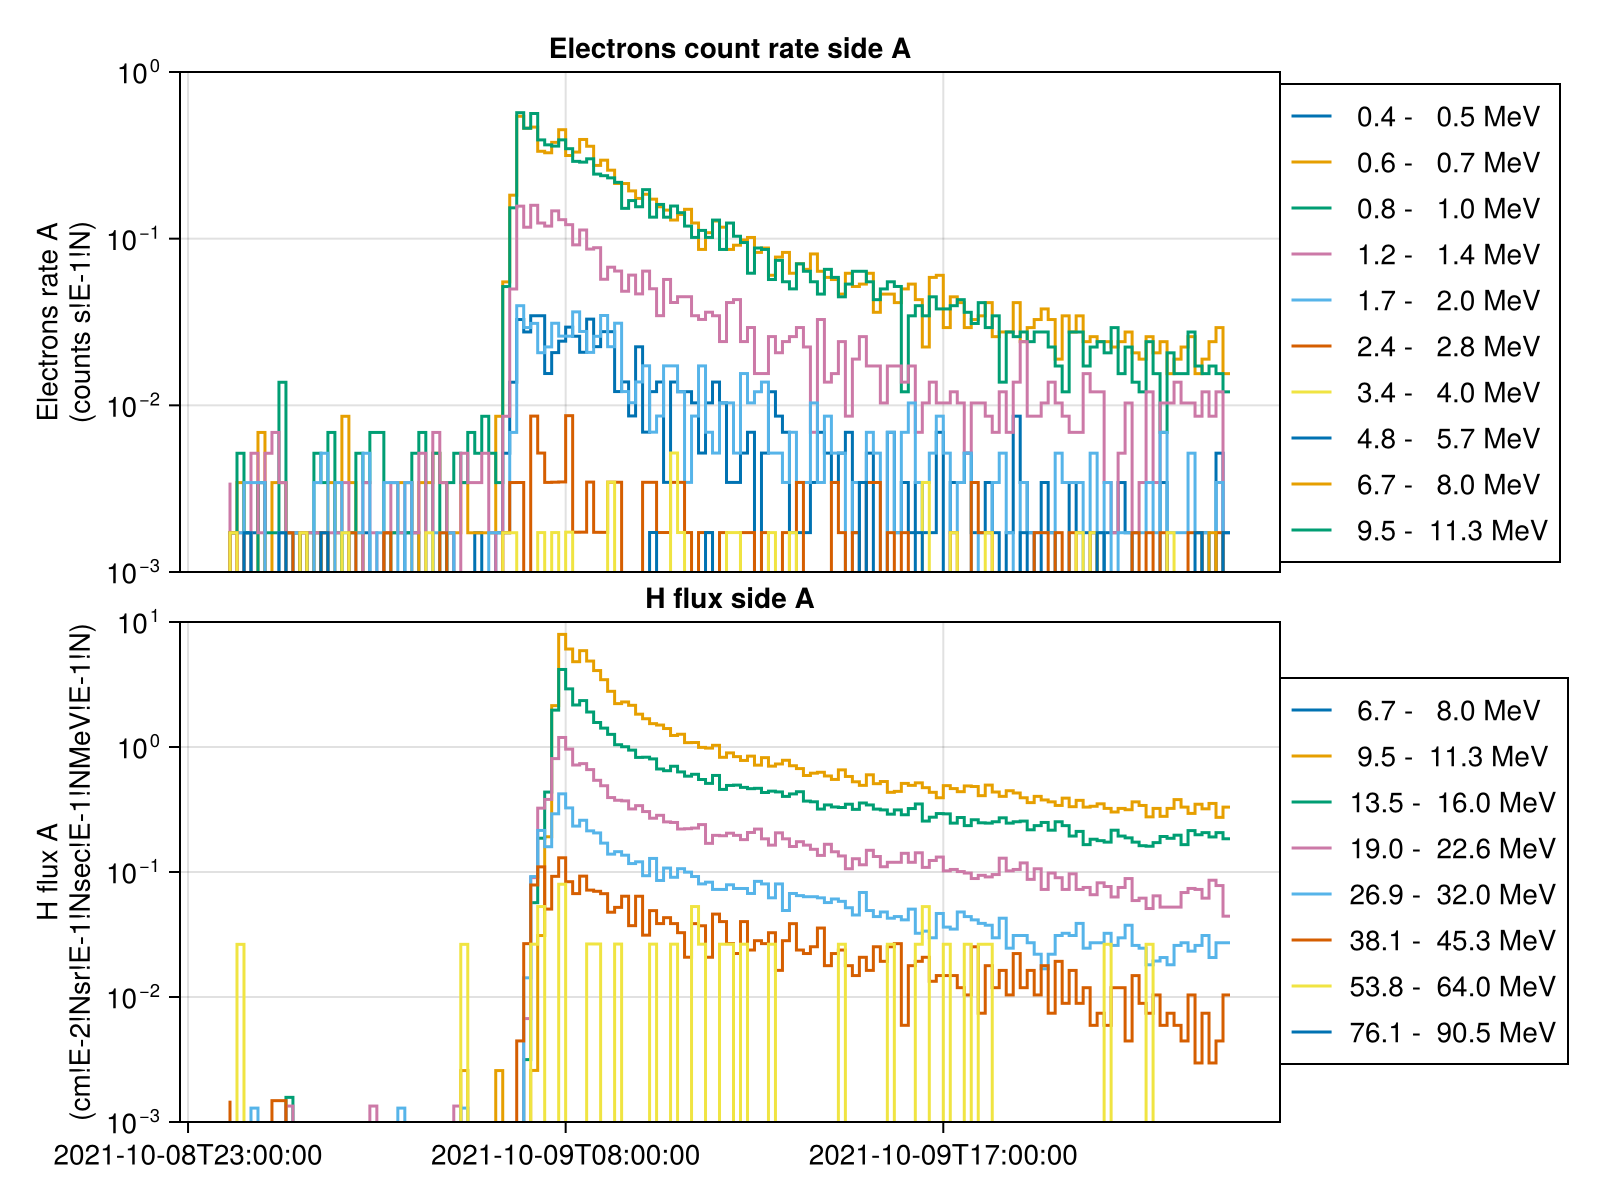 Electrons count rate side A
10⁰
10⁻¹
10⁻²
10⁻³
Electrons rate A
(counts s!E-1!N)
0.4 - 0.5 MeV
0.6 - 0.7 MeV
0.8 - 1.0 MeV
1.2 - 1.4 MeV
1.7 - 2.0 MeV
2.4 - 2.8 MeV
3.4 - 4.0 MeV
4.8 - 5.7 MeV
6.7 - 8.0 MeV
9.5 - 11.3 MeV
H flux side A
10¹
10⁰
10⁻¹
10⁻²
10⁻³
H flux A
(cm!E-2!Nsr!E-1!Nsec!E-1!NMeV!E-1!N)
6.7 - 8.0 MeV
9.5 - 11.3 MeV
13.5 - 16.0 MeV
19.0 - 22.6 MeV
26.9 - 32.0 MeV
38.1 - 45.3 MeV
53.8 - 64.0 MeV
76.1 - 90.5 MeV
2021-10-08T23:00:00
2021-10-09T08:00:00
2021-10-09T17:00:00